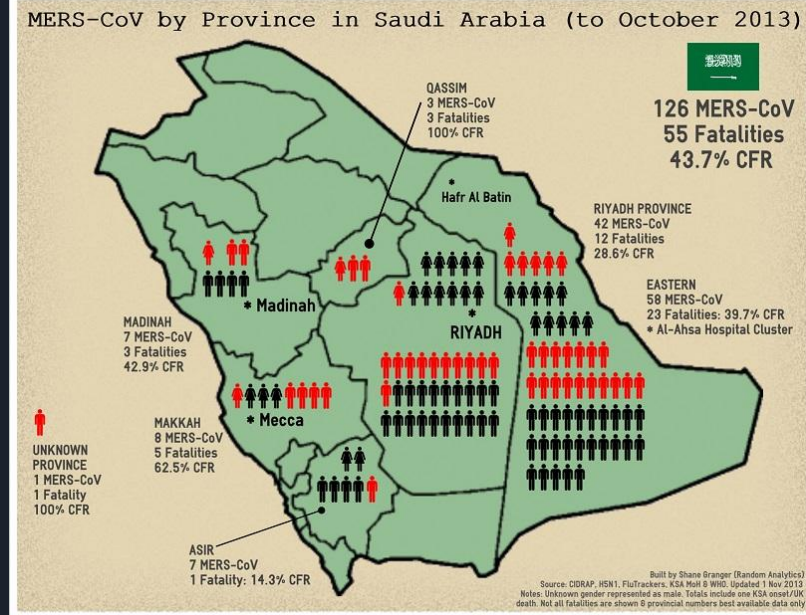 MERS-CoV by Province in Saudi Arabia (to October 2013)
126 MERS-CoV
55 Fatalities
43.7% CFR
QASSIM
3 MERS-CoV
3 Fatalities
100% CFR
* Hafr Al Batin
RIYADH PROVINCE
42 MERS-CoV
12 Fatalities
28.6% CFR
EASTERN
58 MERS-CoV
23 Fatalities: 39.7% CFR
* Al-Ahsa Hospital Cluster
* Madinah
* RIYADH
MADINAH
7 MERS-CoV
3 Fatalities
42.9% CFR
* Mecca
MAKKAH
8 MERS-CoV
5 Fatalities
62.5% CFR
UNKNOWN
PROVINCE
1 MERS-CoV
1 Fatality
100% CFR
ASIR
7 MERS-CoV
1 Fatality: 14.3% CFR
Built by Shane Granger (Random Analytics)
Source: CIDRAP, H5N1, FluTrackers, KSA MoH & WHO. Updated 1 Nov 2013
Notes: Unknown gender represented as male. Totals include one KSA onset/UK
death. Not all fatalities are shown & provincial numbers best available data only